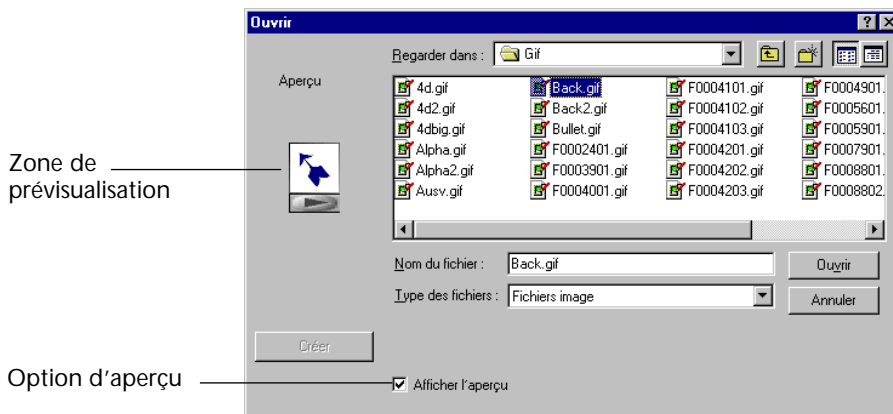 Ouvrir
Regarder dans : Gif
Aperçu
4d.gif
4d2.gif
4dbig.gif
Alpha.gif
Alpha2.gif
Ausv.gif
Back.gif
Back2.gif
Bullet.gif
F0002401.gif
F0003901.gif
F0004001.gif
F0004101.gif
F0004102.gif
F0004103.gif
F0004201.gif
F0004202.gif
F0004203.gif
F0004901.
F0005601.
F0005901.
F0007901.
F0008801.
F0008802.
Zone de
prévisualisation
Nom du fichier : Back.gif
Ouvrir
Type des fichiers : Fichiers image
Annuler
Créer
Option d’aperçu
Afficher l'aperçu